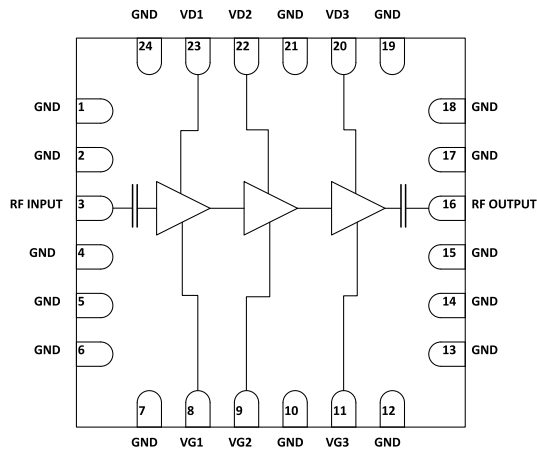 GND VD1 VD2 GND VD3 GND
24 23 22 21 20 19
GND 1 18 GND
GND 2 17 GND
RF INPUT 3 16 RF OUTPUT
GND 4 15 GND
GND 5 14 GND
GND 6 13 GND
7 8 9 10 11 12
GND VG1 VG2 GND VG3 GND